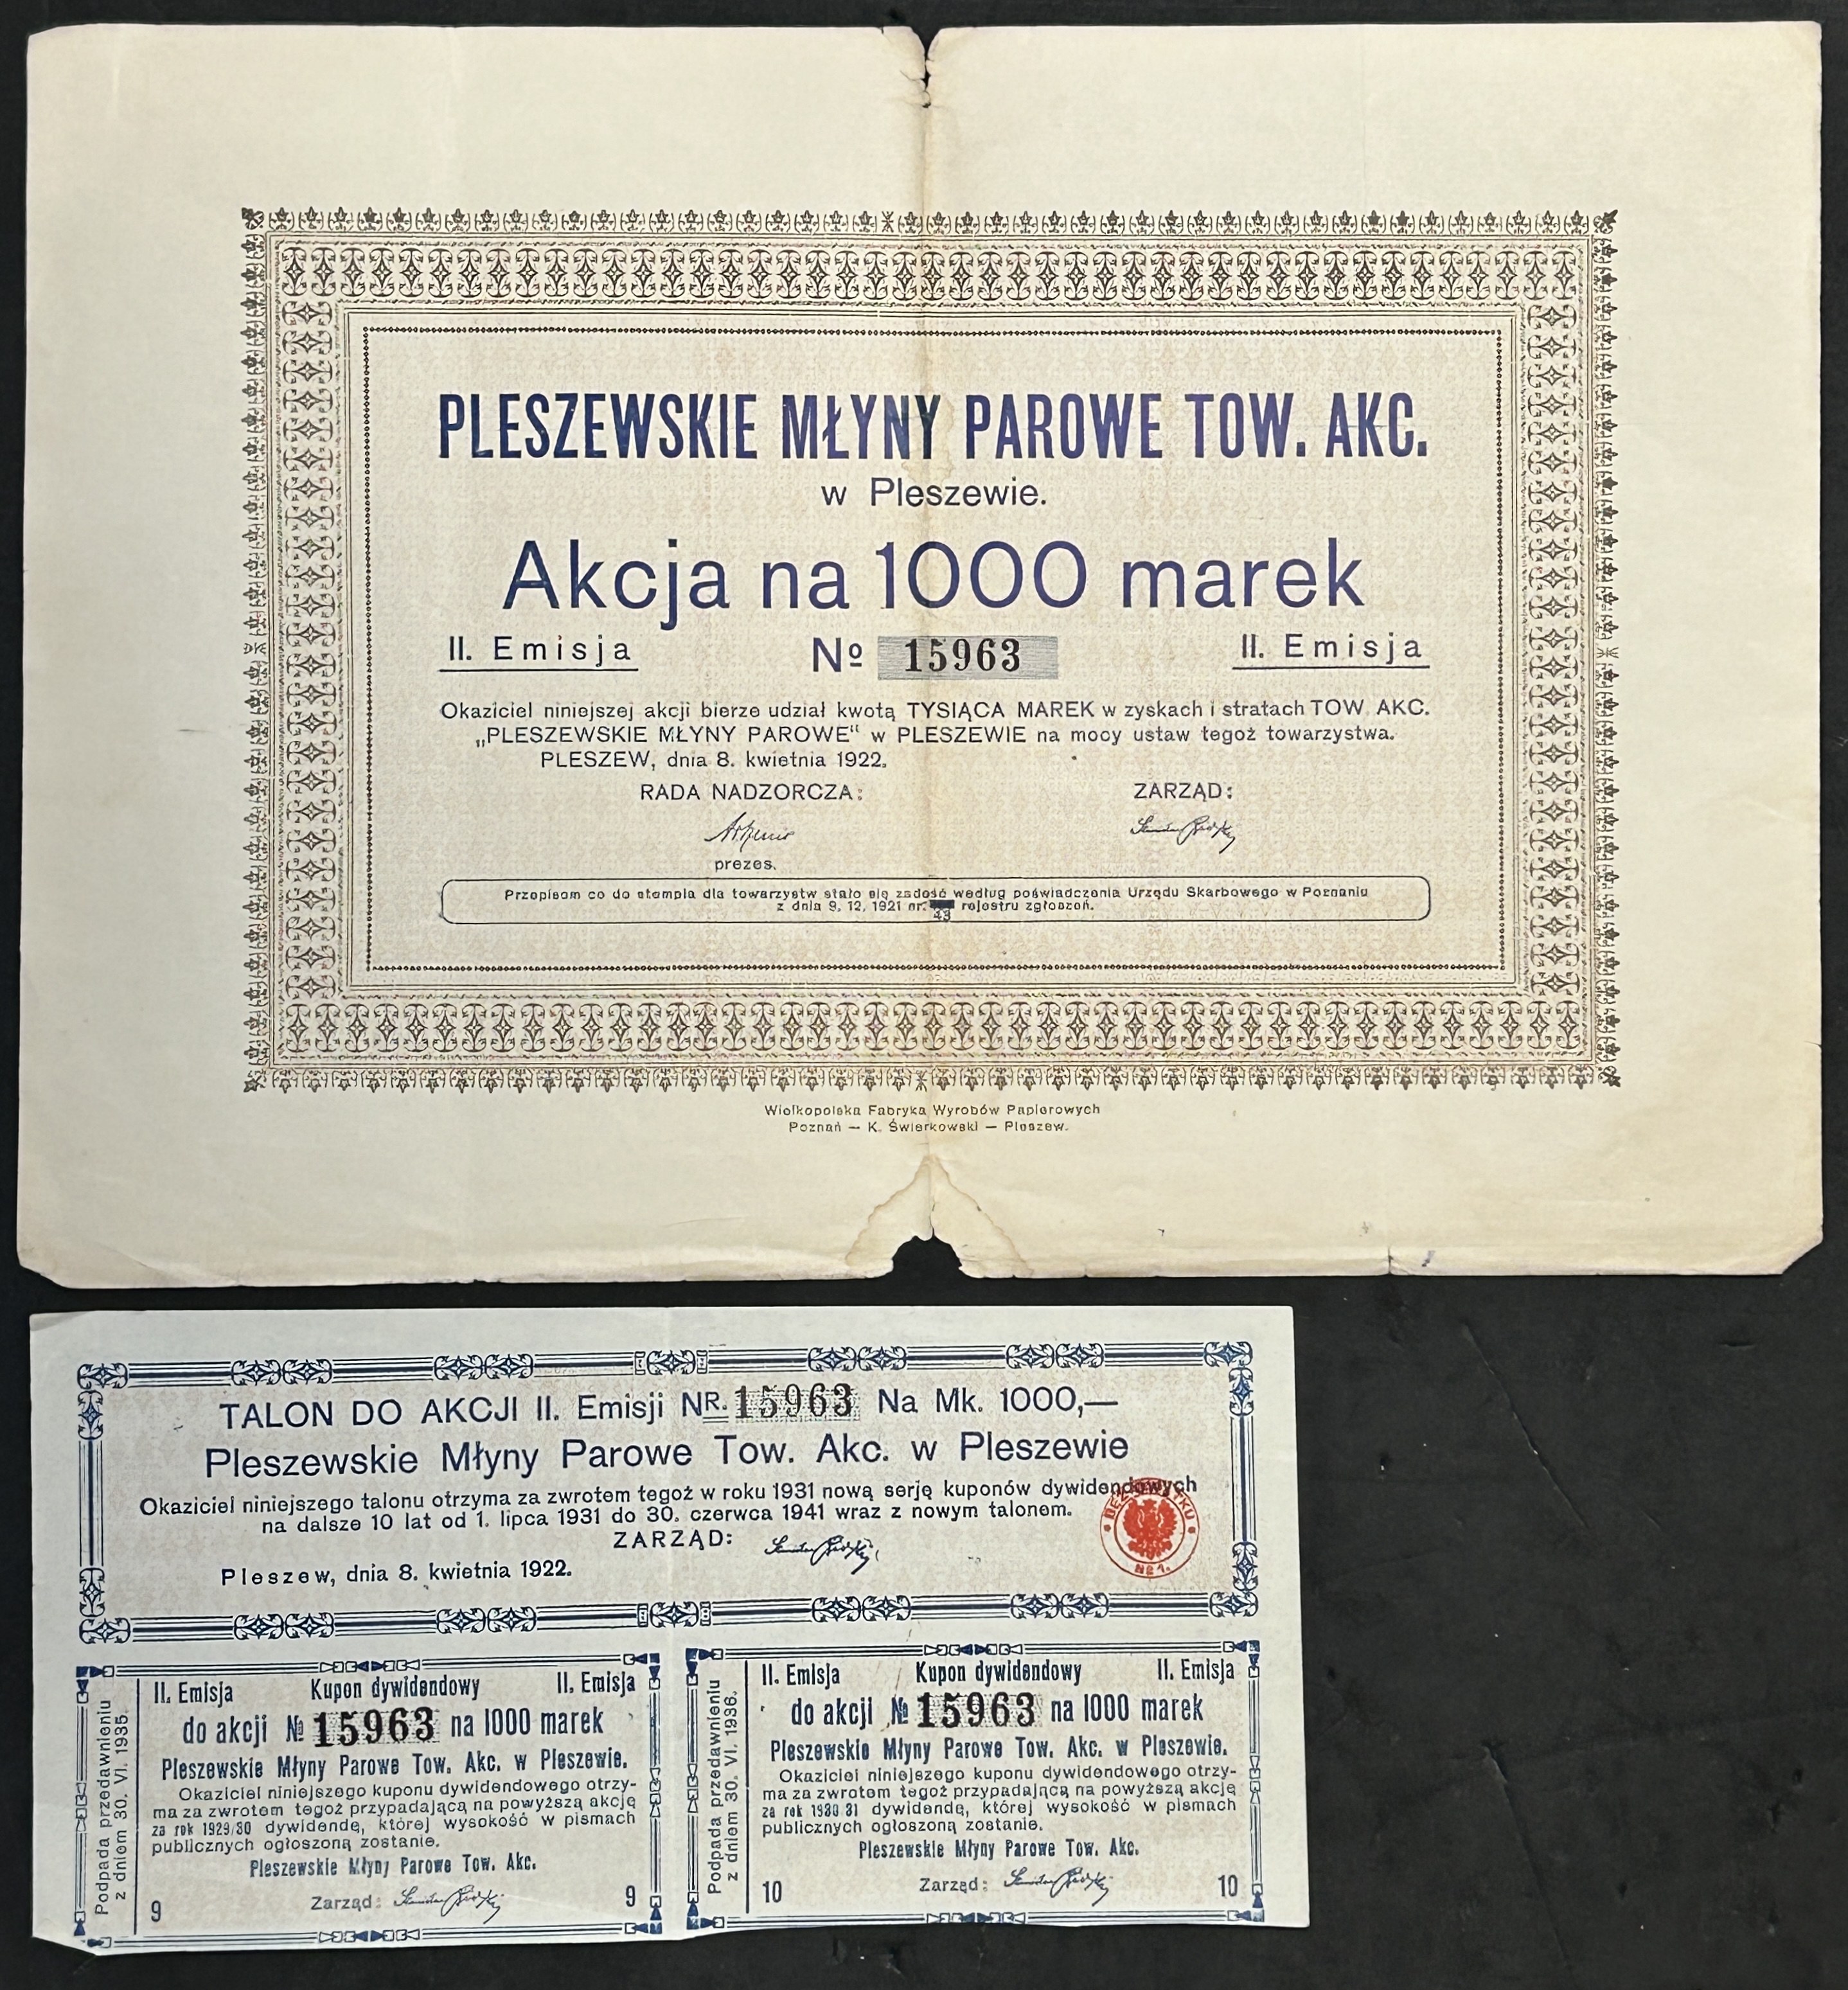 PLESZEWSKIE MŁYNY PAROWE TOW. AKC.
w Pleszewie.
Akcja na 1000 marek
II. Emisja № 15963 II. Emisja
Okaziciel niniejszej akcji bierze udział kwotą TYSIĄCA MAREK w zyskach i stratach TOW. AKC.
„PLESZEWSKIE MŁYNY PAROWE“ w PLESZEWIE na mocy ustaw tegoż towarzystwa.
PLESZEW, dnia 8. kwietnia 1922.
RADA NADZORCZA: ZARZĄD:
prezes.
Przepisom co do stempla dla towarzystw stało się zadość według poświadczenia Urzędu Skarbowego w Poznaniu
z dnia 9. 12. 1921 nr. rejestru zgłoszeń.
43
Wielkopolska Fabryka Wyrobów Papierowych
Poznań — K. Świerkowski — Pleszew.
TALON DO AKCJI II. Emisji NR. 15963 Na Mk. 1000,—
Pleszewskie Młyny Parowe Tow. Akc. w Pleszewie
Okaziciel niniejszego talonu otrzyma za zwrotem tegoż w roku 1931 nową serję kuponów dywidendowych
na dalsze 10 lat od 1. lipca 1931 do 30. czerwca 1941 wraz z nowym talonem.
ZARZĄD:
Pleszew, dnia 8. kwietnia 1922.
BEZ UŻYTKU
№ 1.
Podpada przedawnieniu
z dniem 30. VI. 1935.
II. Emisja Kupon dywidendowy II. Emisja
do akcji № 15963 na 1000 marek
Pleszewskie Młyny Parowe Tow. Akc. w Pleszewie.
Okaziciel niniejszego kuponu dywidendowego otrzy-
ma za zwrotem tegoż przypadającą na powyższą akcję
za rok 1929/30 dywidendę, której wysokość w pismach
publicznych ogłoszoną zostanie.
Pleszewskie Młyny Parowe Tow. Akc.
9 Zarząd: 9
Podpada przedawnieniu
z dniem 30. VI. 1936.
II. Emisja Kupon dywidendowy II. Emisja
do akcji № 15963 na 1000 marek
Pleszewskie Młyny Parowe Tow. Akc. w Pleszewie.
Okaziciel niniejszego kuponu dywidendowego otrzy-
ma za zwrotem tegoż przypadającą na powyższą akcję
za rok 1930 31 dywidendę, której wysokość w pismach
publicznych ogłoszoną zostanie.
Pleszewskie Młyny Parowe Tow. Akc.
10 Zarząd: 10